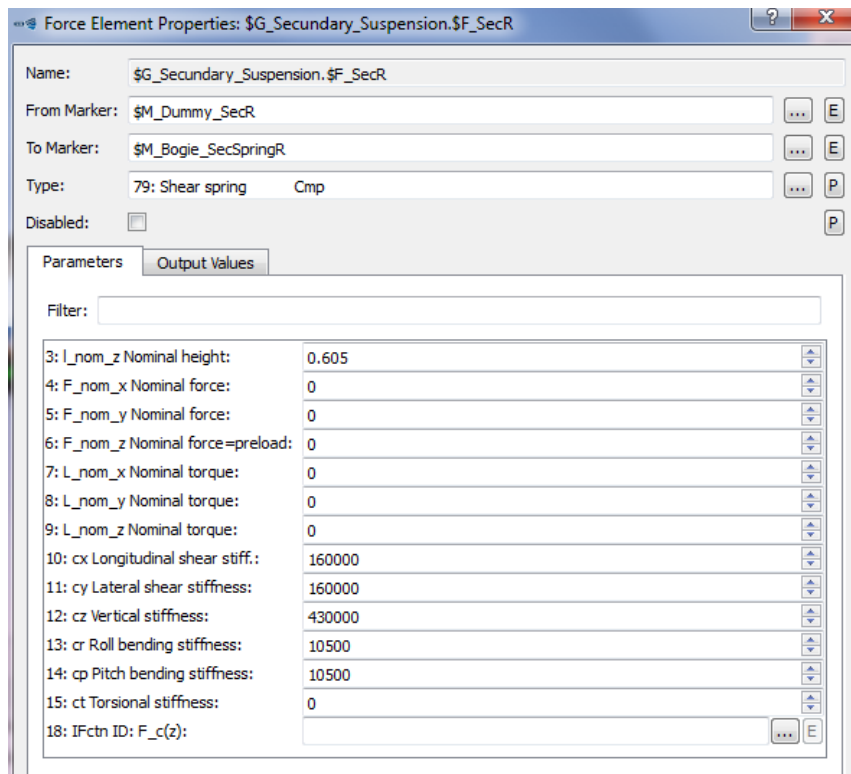 Force Element Properties: $G_Secundary_Suspension.$F_SecR
?
X
Name: $G_Secundary_Suspension.$F_SecR
From Marker: $M_Dummy_SecR ... E
To Marker: $M_Bogie_SecSpringR ... E
Type: 79: Shear spring Cmp ... P
Disabled: P
Parameters Output Values
Filter:
3: l_nom_z Nominal height: 0.605
4: F_nom_x Nominal force: 0
5: F_nom_y Nominal force: 0
6: F_nom_z Nominal force=preload: 0
7: L_nom_x Nominal torque: 0
8: L_nom_y Nominal torque: 0
9: L_nom_z Nominal torque: 0
10: cx Longitudinal shear stiff.: 160000
11: cy Lateral shear stiffness: 160000
12: cz Vertical stiffness: 430000
13: cr Roll bending stiffness: 10500
14: cp Pitch bending stiffness: 10500
15: ct Torsional stiffness: 0
18: IFctn ID: F_c(z): ... E